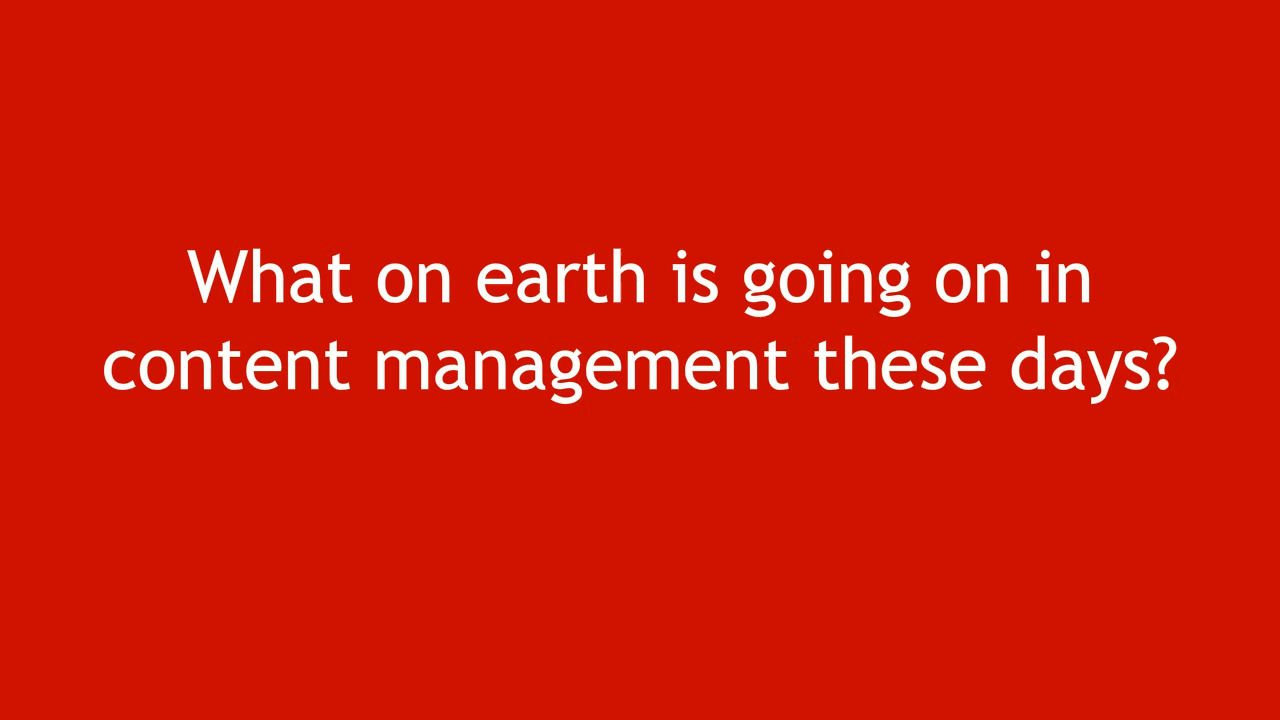 What on earth is going on in
content management these days?